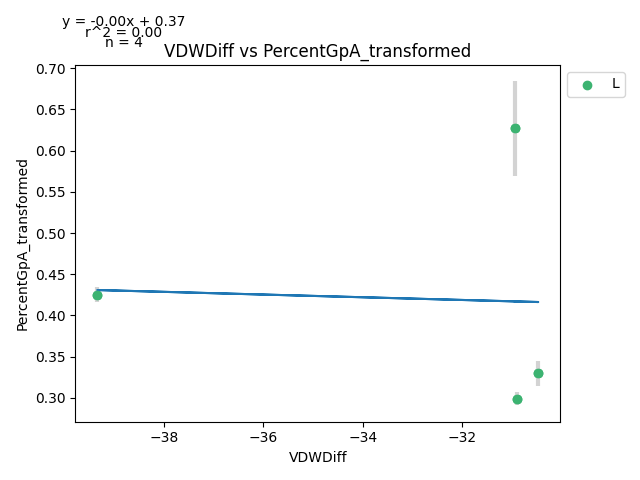 y = -0.00x + 0.37
r^2 = 0.00
n = 4
VDWDiff vs PercentGpA_transformed
L
0.70
0.65
0.60
0.55
0.50
0.45
0.40
0.35
0.30
PercentGpA_transformed
−38
−36
−34
−32
VDWDiff